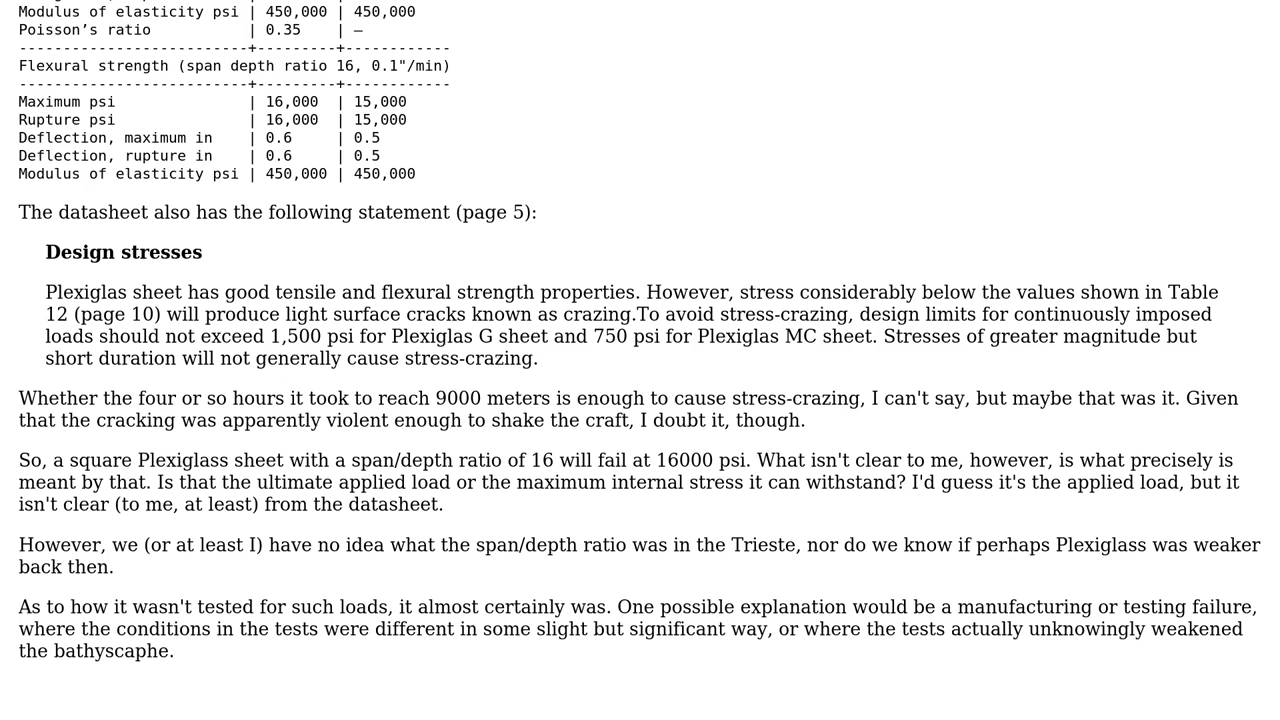 Modulus of elasticity psi | 450,000 | 450,000
Poisson’s ratio           | 0.35    | –
--------------------------+---------+------------
Flexural strength (span depth ratio 16, 0.1"/min)
--------------------------+---------+------------
Maximum psi               | 16,000  | 15,000
Rupture psi               | 16,000  | 15,000
Deflection, maximum in    | 0.6     | 0.5
Deflection, rupture in    | 0.6     | 0.5
Modulus of elasticity psi | 450,000 | 450,000
The datasheet also has the following statement (page 5):
Design stresses
Plexiglas sheet has good tensile and flexural strength properties. However, stress considerably below the values shown in Table
12 (page 10) will produce light surface cracks known as crazing.To avoid stress-crazing, design limits for continuously imposed
loads should not exceed 1,500 psi for Plexiglas G sheet and 750 psi for Plexiglas MC sheet. Stresses of greater magnitude but
short duration will not generally cause stress-crazing.
Whether the four or so hours it took to reach 9000 meters is enough to cause stress-crazing, I can't say, but maybe that was it. Given
that the cracking was apparently violent enough to shake the craft, I doubt it, though.
So, a square Plexiglass sheet with a span/depth ratio of 16 will fail at 16000 psi. What isn't clear to me, however, is what precisely is
meant by that. Is that the ultimate applied load or the maximum internal stress it can withstand? I'd guess it's the applied load, but it
isn't clear (to me, at least) from the datasheet.
However, we (or at least I) have no idea what the span/depth ratio was in the Trieste, nor do we know if perhaps Plexiglass was weaker
back then.
As to how it wasn't tested for such loads, it almost certainly was. One possible explanation would be a manufacturing or testing failure,
where the conditions in the tests were different in some slight but significant way, or where the tests actually unknowingly weakened
the bathyscaphe.